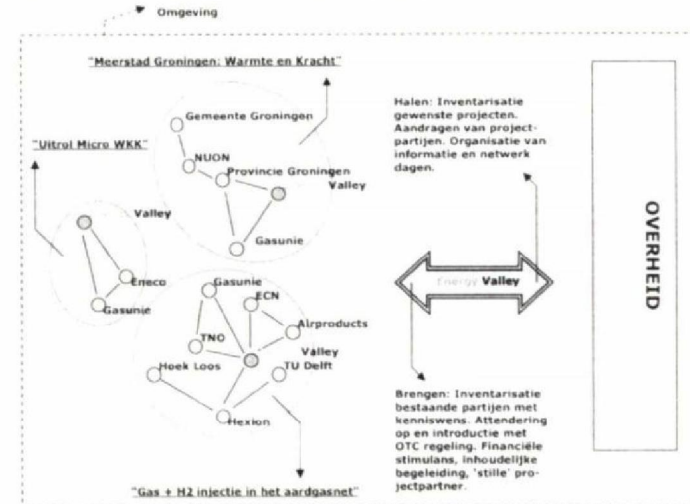 Omgeving
"Meerstad Groningen: Warmte en Kracht"
Gemeente Groningen
NUON
Provincie Groningen
Valley
Gasunie
"Uitrol Micro WKK"
Valley
Eneco
Gasunie
Gasunie
ECN
Airproducts
TNO
Valley
Hoek Loos
TU Delft
Hexion
"Gas + H2 injectie in het aardgasnet"
Halen: Inventarisatie
gewenste projecten.
Aandragen van project-
partijen. Organisatie van
informatie en netwerk
dagen.
Energy Valley
Brengen: Inventarisatie
bestaande partijen met
kenniswens. Attendering
op en introductie met
OTC regeling. Financiële
stimulans, inhoudelijke
begeleiding, 'stille' pro-
jectpartner.
OVERHEID